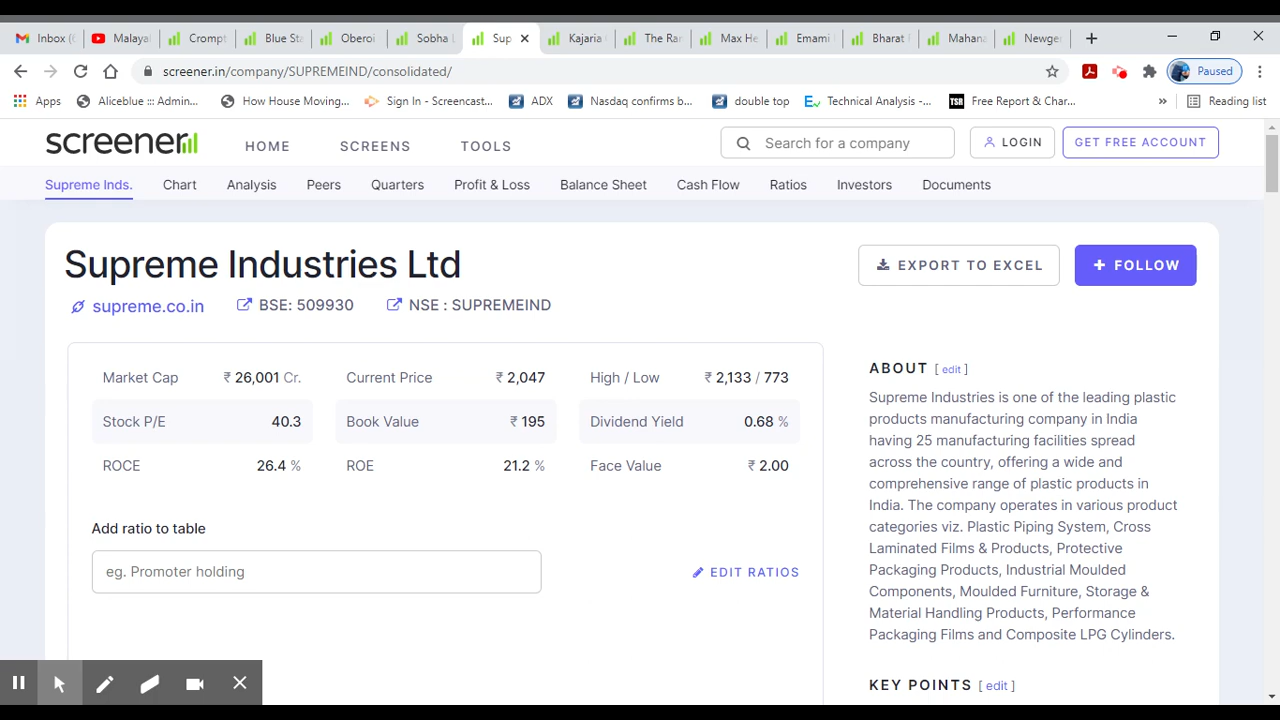 Inbox (
Malayal
Crompt
Blue Sta
Oberoi
Sobha L
Sup
Kajaria
The Ra
Max He
Emami
Bharat F
Mahana
Newge
screener.in/company/SUPREMEIND/consolidated/
Paused
Apps
Aliceblue ::: Admin...
How House Moving...
Sign In - Screencast...
ADX
Nasdaq confirms b...
double top
Technical Analysis -...
TSR
Free Report & Char...
»
Reading list
screener
HOME
SCREENS
TOOLS
Search for a company
LOGIN
GET FREE ACCOUNT
Supreme Inds.
Chart
Analysis
Peers
Quarters
Profit & Loss
Balance Sheet
Cash Flow
Ratios
Investors
Documents
Supreme Industries Ltd
EXPORT TO EXCEL
+ FOLLOW
supreme.co.in
BSE: 509930
NSE : SUPREMEIND
Market Cap ₹ 26,001 Cr.
Current Price ₹ 2,047
High / Low ₹ 2,133 / 773
Stock P/E 40.3
Book Value ₹ 195
Dividend Yield 0.68 %
ROCE 26.4 %
ROE 21.2 %
Face Value ₹ 2.00
Add ratio to table
eg. Promoter holding
EDIT RATIOS
ABOUT [ edit ]
Supreme Industries is one of the leading plastic
products manufacturing company in India
having 25 manufacturing facilities spread
across the country, offering a wide and
comprehensive range of plastic products in
India. The company operates in various product
categories viz. Plastic Piping System, Cross
Laminated Films & Products, Protective
Packaging Products, Industrial Moulded
Components, Moulded Furniture, Storage &
Material Handling Products, Performance
Packaging Films and Composite LPG Cylinders.
KEY POINTS [ edit ]